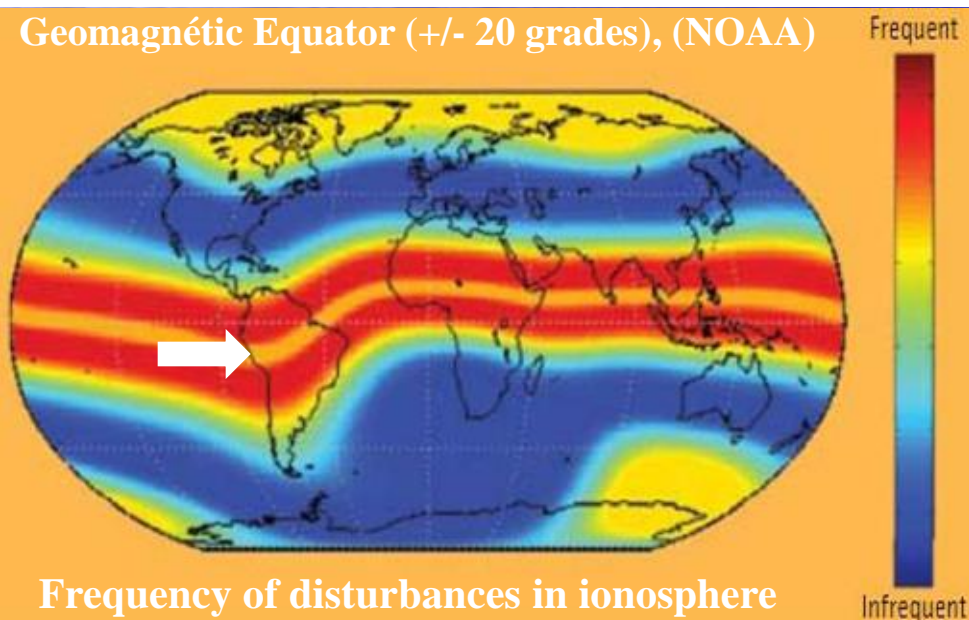 Geomagnétic Equator (+/- 20 grades), (NOAA)
Frequent
Frequency of disturbances in ionosphere
Infrequent